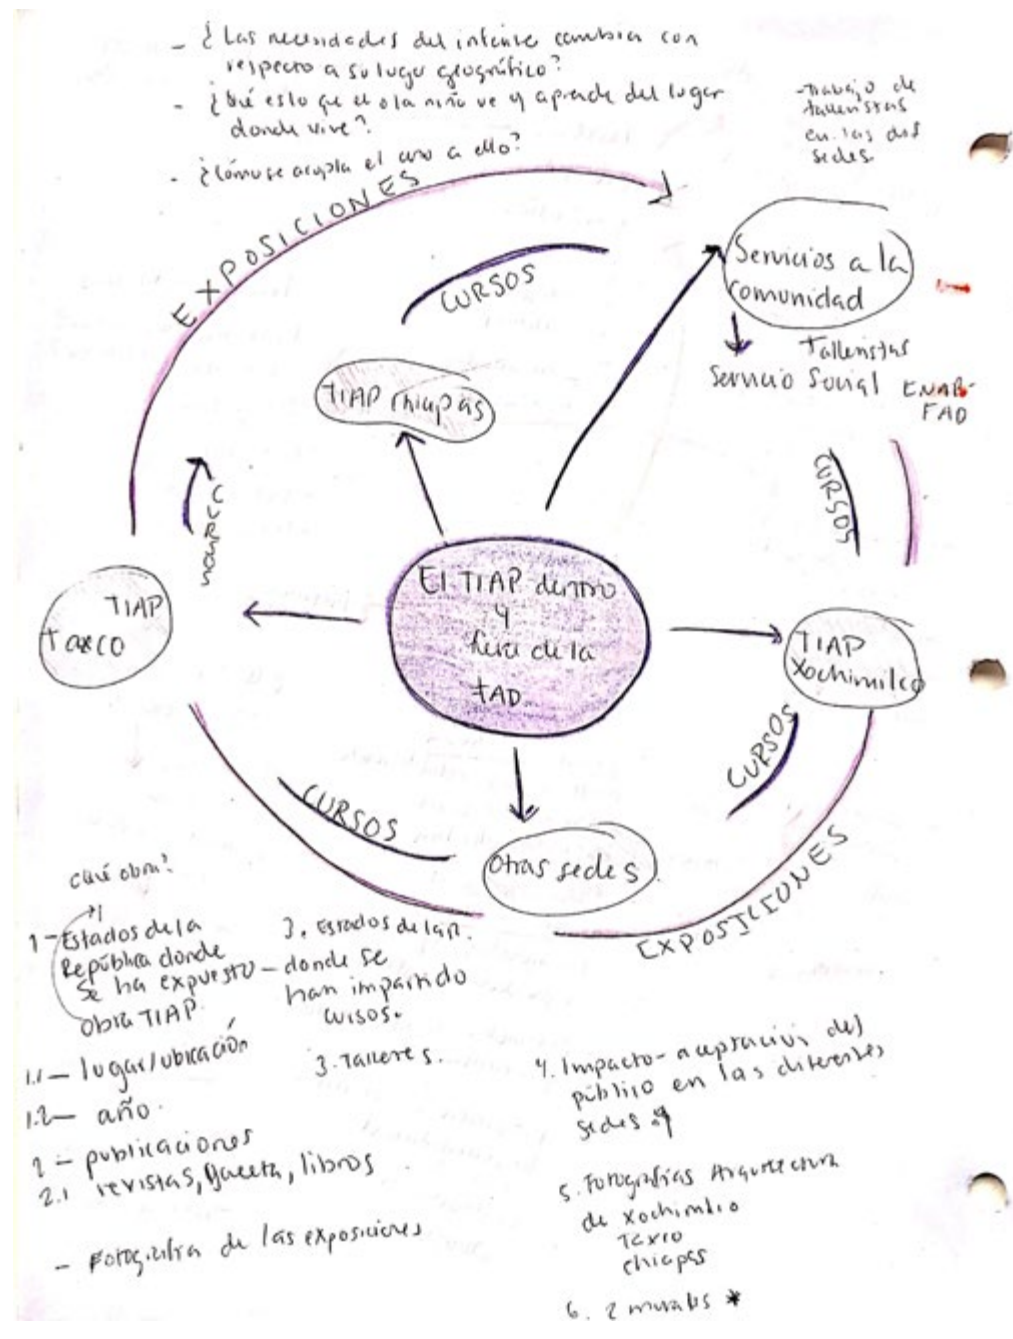 - ¿Las necesidades del infante cambia con
respecto a su lugar geográfico?
- ¿Qué es lo qe el o la niño ve y aprende del lugar
donde vive?
- ¿Cómo se acopla el uno a ello?
- Trabajo de
talleristas
en las dos
sedes
EXPOSICIONES
CURSOS
Servicios a la
comunidad
Talleristas
Servicio Social ENAP-
FAD
TIAP Chiapas
CURSOS
CURSOS
El TIAP dentro
y
fuera de la
FAD
TIAP
Taxco
TIAP
Xochimilco
CURSOS
CURSOS
Otras sedes
EXPOSICIONES
¿Qué obra?
1- Estados de la
República donde
se ha expuesto
obra TIAP.
1.1 - lugar/ubicación
1.2 - año.
2 - publicaciones
2.1 revistas, gaceta, libros
- Fotografía de las exposiciones
3. Estados de la R.
- donde se
han impartido
cursos.
3. Talleres.
4. Impacto - aceptación del
público en las diferentes
sedes
5. Fotografías Arquitectura
de Xochimilco
Taxco
Chiapas
6. 2 murales *